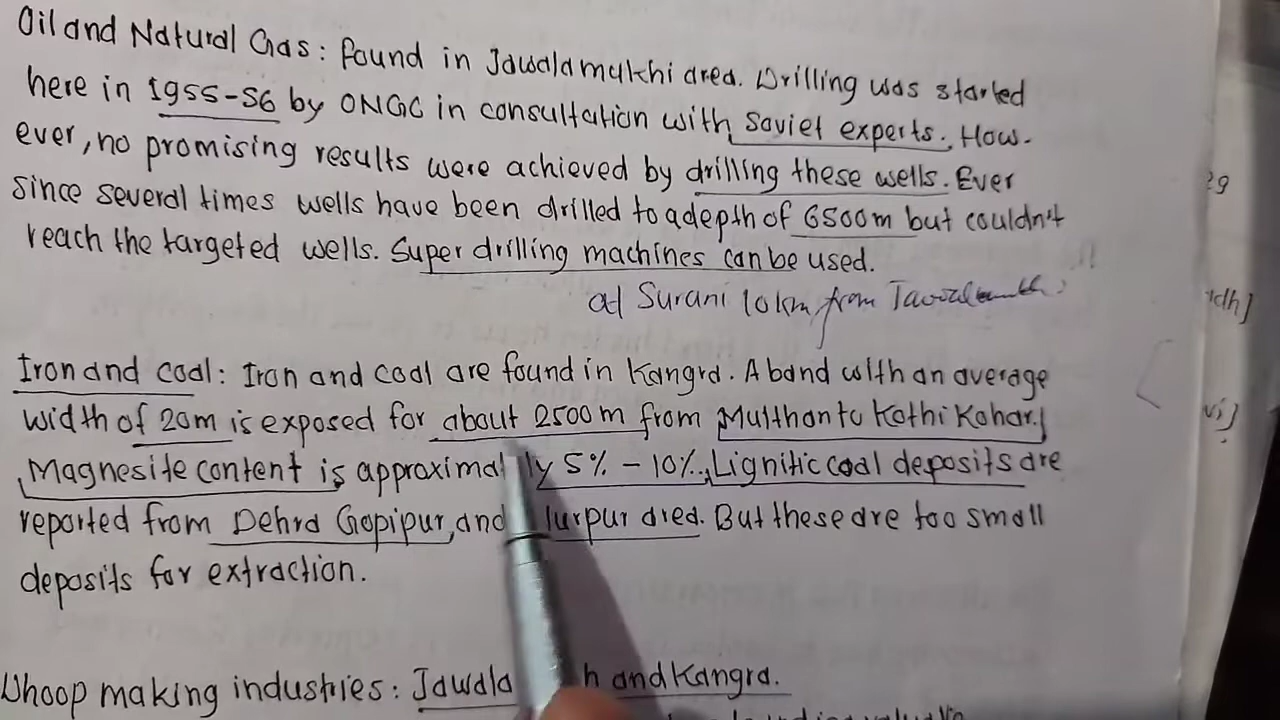 Oil and Natural Gas: found in Jawalamukhi area. Drilling was started
here in 1955-56 by ONGC in consultation with Soviet experts. How-
ever, no promising results were achieved by drilling these wells. Ever
since several times wells have been drilled to a depth of 6500m but couldn't
reach the targeted wells. Super drilling machines can be used.
at Surani 10km from
Iron and coal: Iron and coal are found in Kangra. A band with an average
width of 20m is exposed for about 2500m from Multhan to Kothi Kohar.
Magnesite content is approximately 5% - 10%, Lignitic coal deposits are
reported from Dehra Gopipur, and urpur area. But these are too small
deposits for extraction.
Dhoop making industries: Jawala h and Kangra.